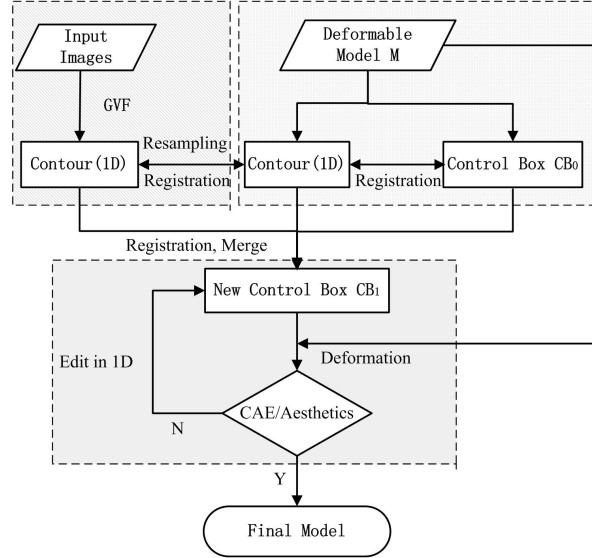 Input
Images
Deformable
Model M
GVF
Contour(1D)
Resampling
Registration
Contour(1D)
Registration
Control Box CB₀
Registration, Merge
New Control Box CB₁
Edit in 1D
Deformation
CAE/Aesthetics
N
Y
Final Model